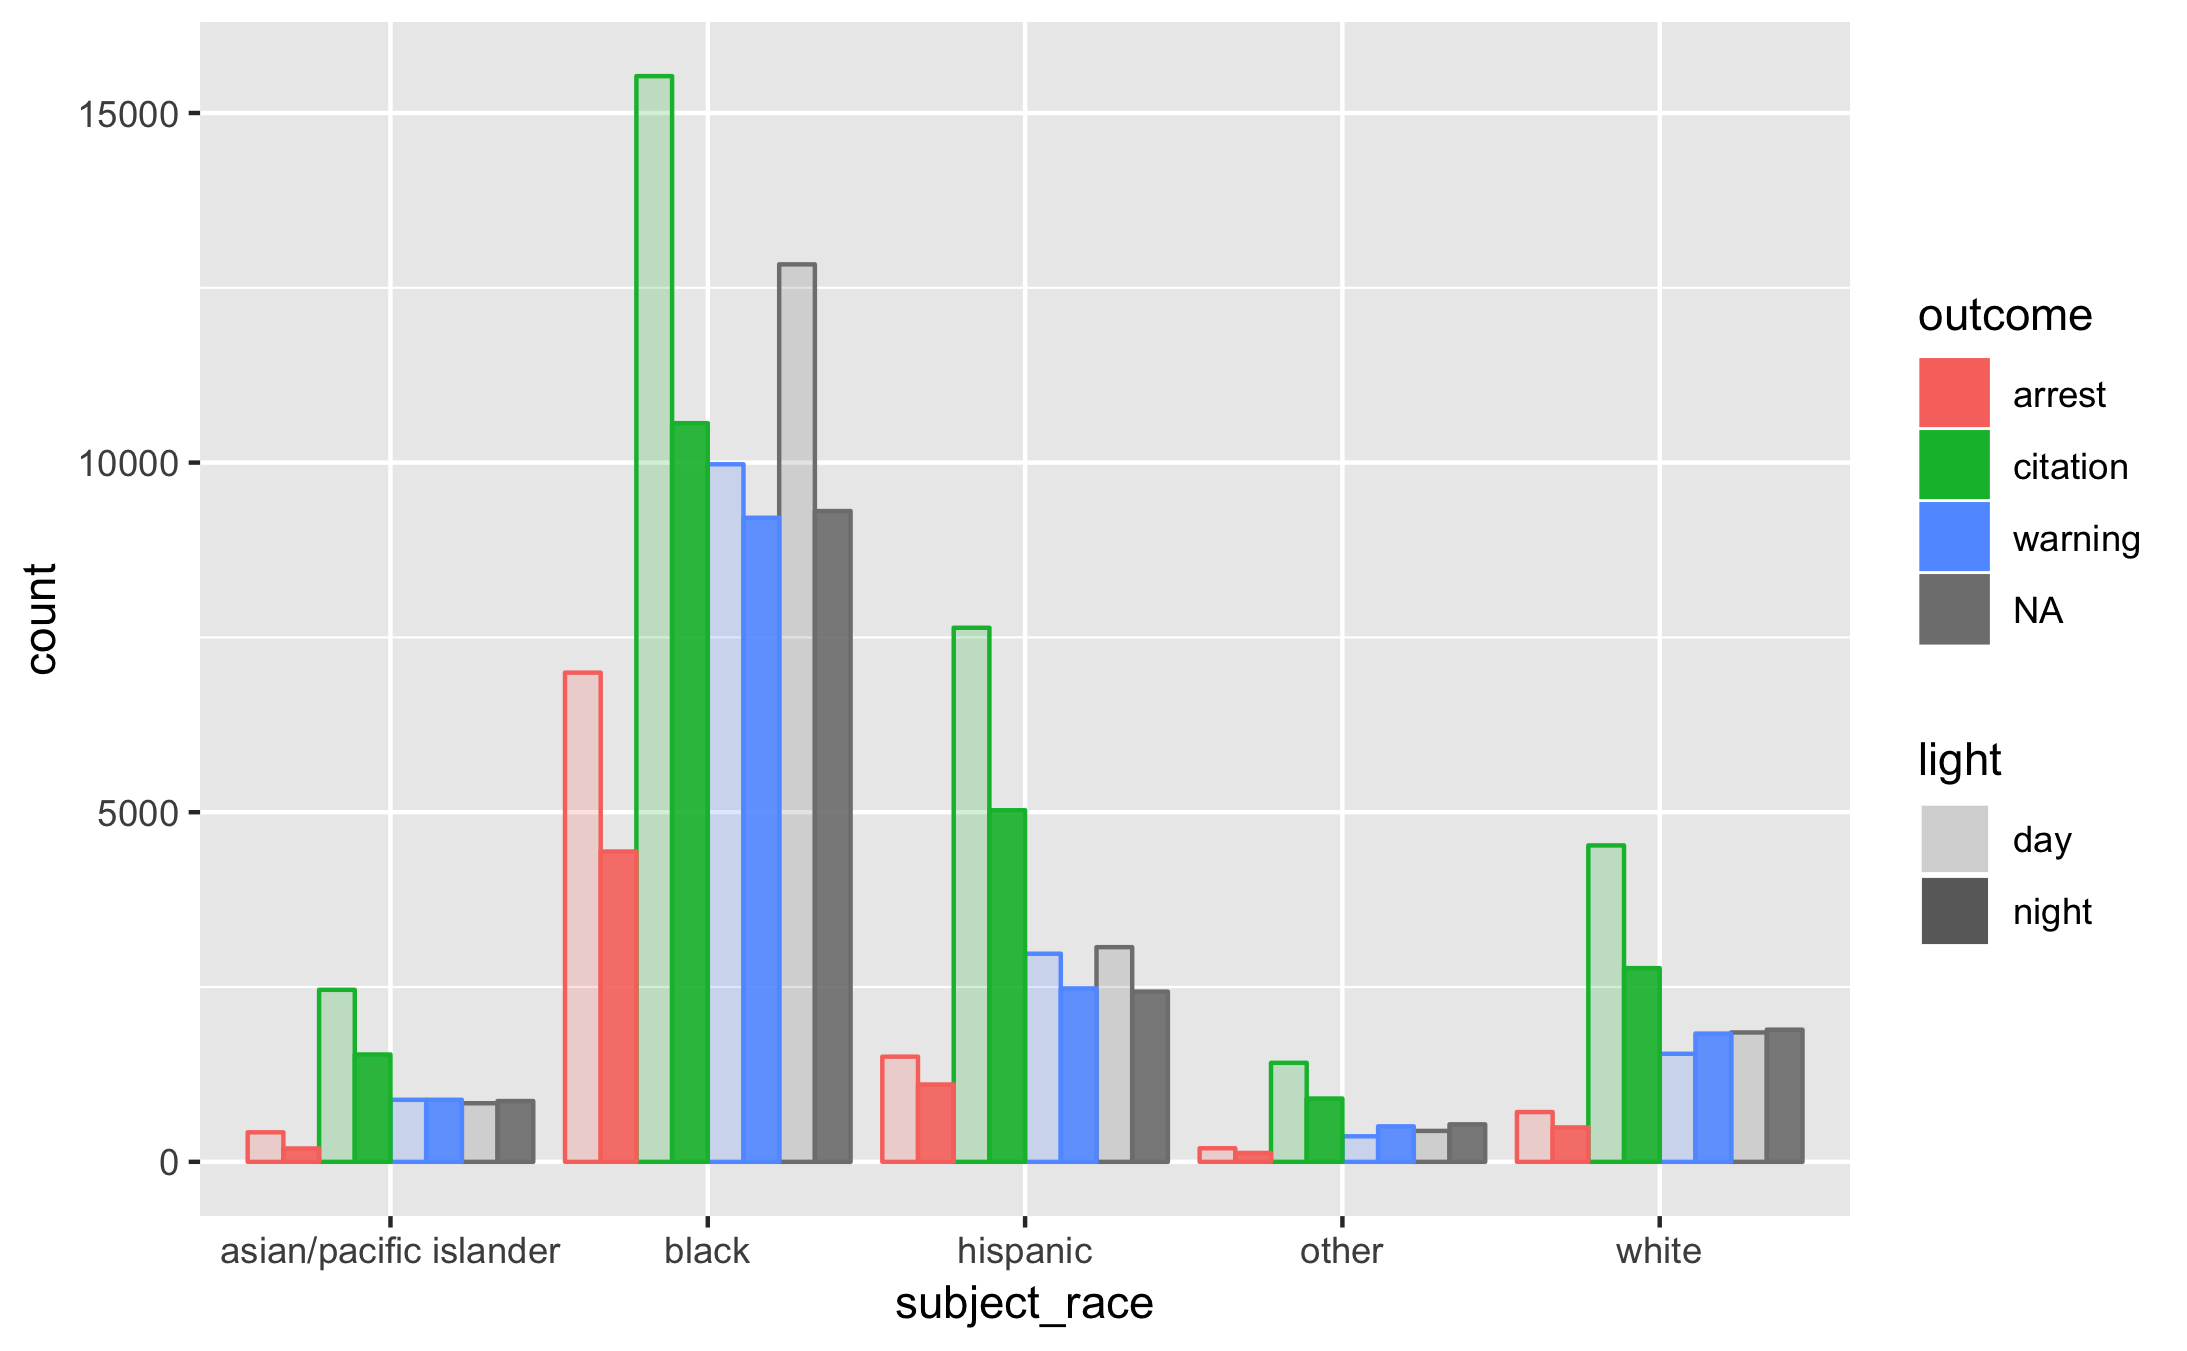 15000
10000
5000
0
count
asian/pacific islander
black
hispanic
other
white
subject_race
outcome
arrest
citation
warning
NA
light
day
night